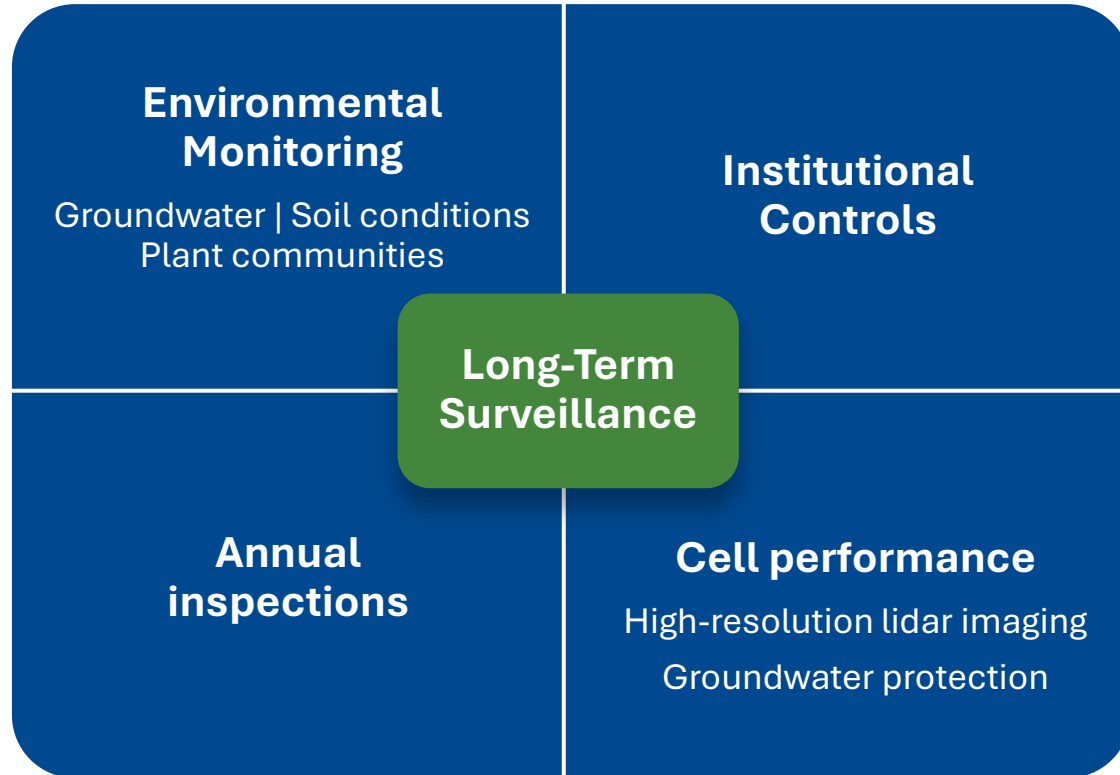 Environmental
Monitoring
Groundwater | Soil conditions
Plant communities
Institutional
Controls
Long-Term
Surveillance
Annual
inspections
Cell performance
High-resolution lidar imaging
Groundwater protection